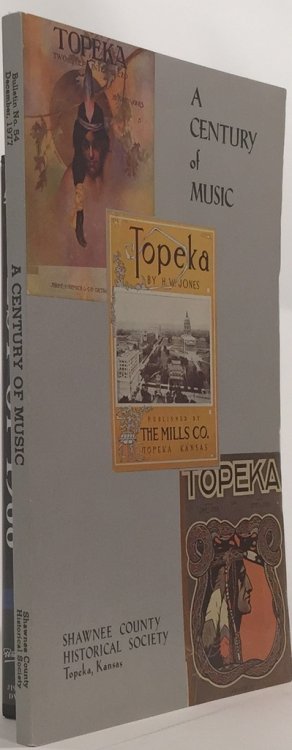 Bulletin No. 54
December, 1977
A CENTURY OF MUSIC
Shawnee County
Historical Society
TOPEKA
A
CENTURY
of
MUSIC
Topeka
BY H.W. JONES
PUBLISHED BY
THE MILLS CO.
TOPEKA KANSAS
TOPEKA
SHAWNEE COUNTY
HISTORICAL SOCIETY
Topeka, Kansas